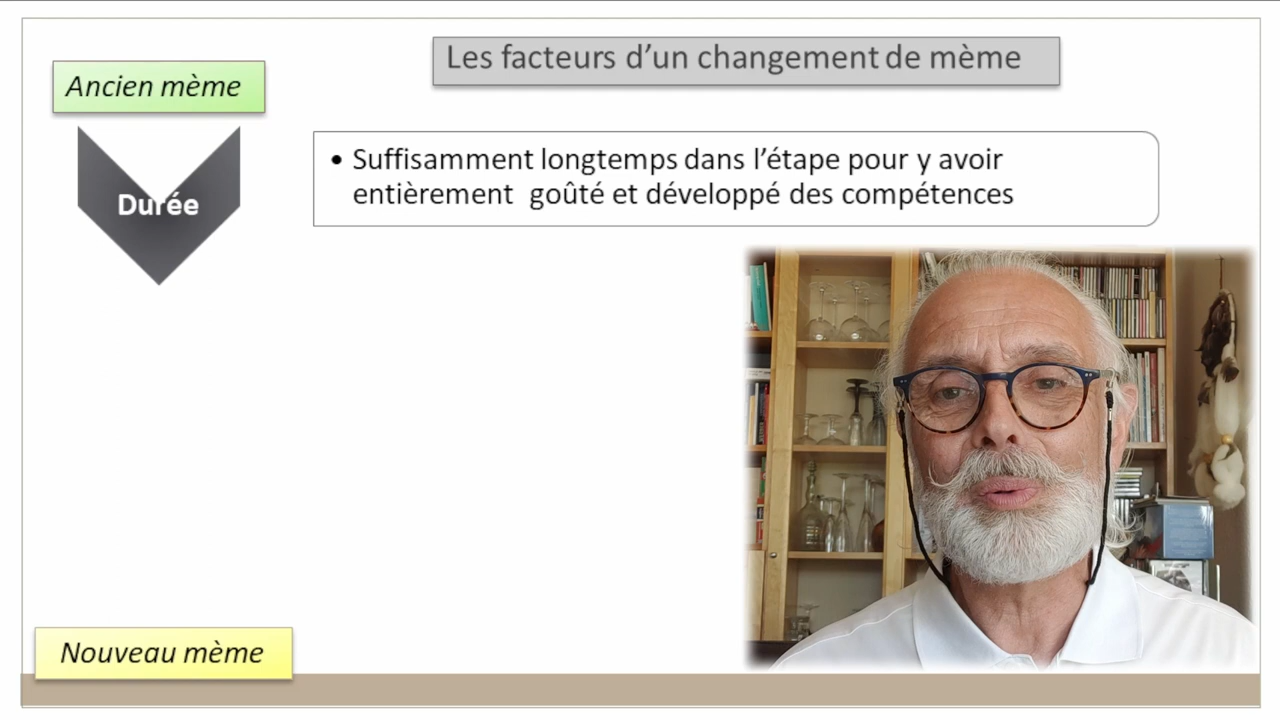 Les facteurs d’un changement de mème
Ancien mème
Durée
• Suffisamment longtemps dans l’étape pour y avoir
entièrement goûté et développé des compétences
Nouveau mème